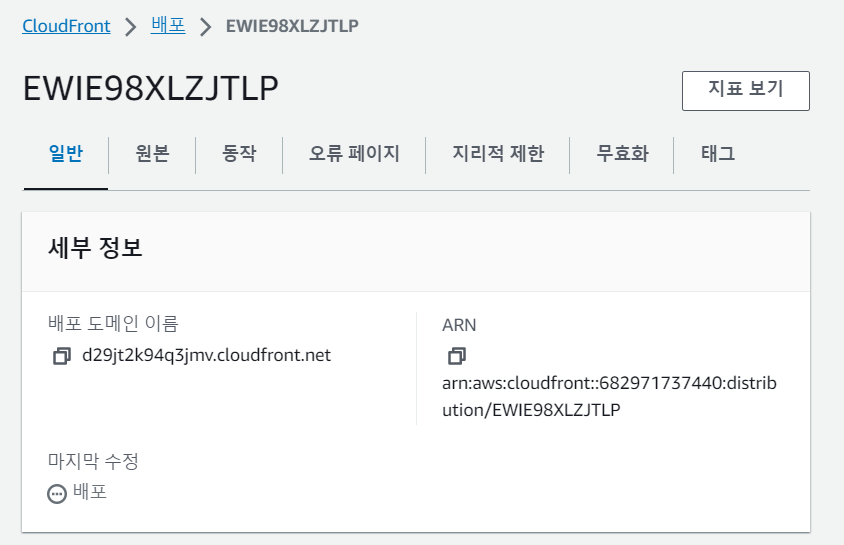 CloudFront > 배포 > EWIE98XLZJTLP
EWIE98XLZJTLP
지표 보기
일반 원본 동작 오류 페이지 지리적 제한 무효화 태그
세부 정보
배포 도메인 이름
d29jt2k94q3jmv.cloudfront.net
ARN
arn:aws:cloudfront::682971737440:distrib
ution/EWIE98XLZJTLP
마지막 수정
배포